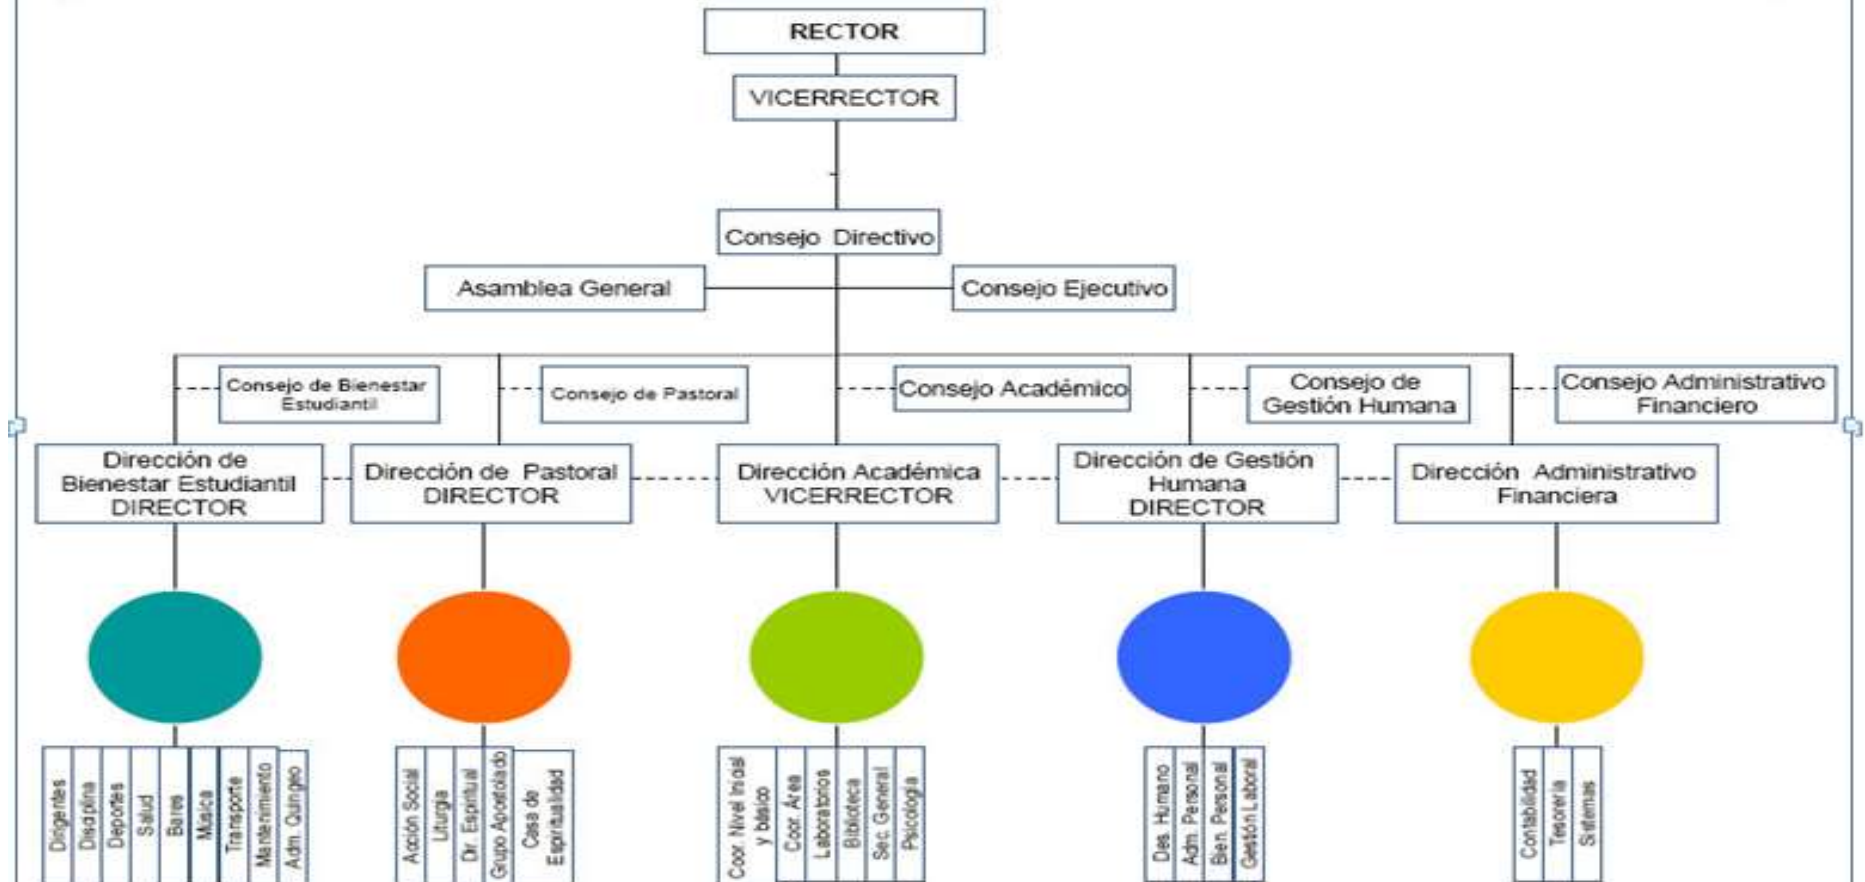 RECTOR
VICERRECTOR
Consejo Directivo
Asamblea General
Consejo Ejecutivo
Consejo de Bienestar
Estudiantil
Consejo de Pastoral
Consejo Académico
Consejo de
Gestión Humana
Consejo Administrativo
Financiero
Dirección de
Bienestar Estudiantil
DIRECTOR
Dirección de Pastoral
DIRECTOR
Dirección Académica
VICERRECTOR
Dirección de Gestión
Humana
DIRECTOR
Dirección Administrativo
Financiera
Dirigentes
Disciplina
Deportes
Salud
Bares
Música
Transporte
Mantenimiento
Adm. Quingeo
Acción Social
Liturgia
Dir. Espiritual
Grupo Apostolado
Casa de
Espiritualidad
Coor. Nivel Inicial
y básico
Coor. Área
Laboratorios
Biblioteca
Sec. General
Psicología
Des. Humano
Adm. Personal
Bien. Personal
Gestión Laboral
Contabilidad
Tesorería
Sistemas